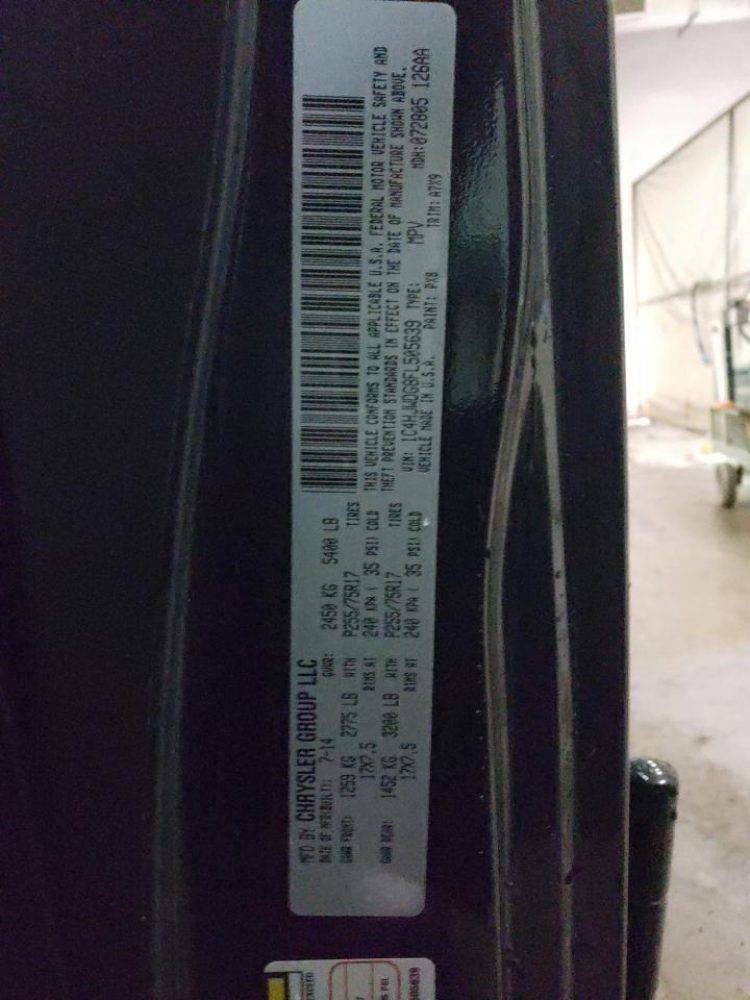 MFD BY CHRYSLER GROUP LLC
DATE OF MFR(BUILT): 7-14 GVWR: 2450 KG 5400 LB
GAWR FRONT: 1259 KG 2775 LB WITH P255/75R17 TIRES
17X7.5 RIMS AT 240 KPA ( 35 PSI) COLD
GAWR REAR: 1452 KG 3200 LB WITH P255/75R17 TIRES
17X7.5 RIMS AT 240 KPA ( 35 PSI) COLD
THIS VEHICLE CONFORMS TO ALL APPLICABLE U.S.A. FEDERAL MOTOR VEHICLE SAFETY AND
THEFT PREVENTION STANDARDS IN EFFECT ON THE DATE OF MANUFACTURE SHOWN ABOVE.
VIN: 1C4HJWDG8FL505639 TYPE: MPV MDH:072805 126AA
VEHICLE MADE IN U.S.A. PAINT: PX8 TRIM: A7X9
505639